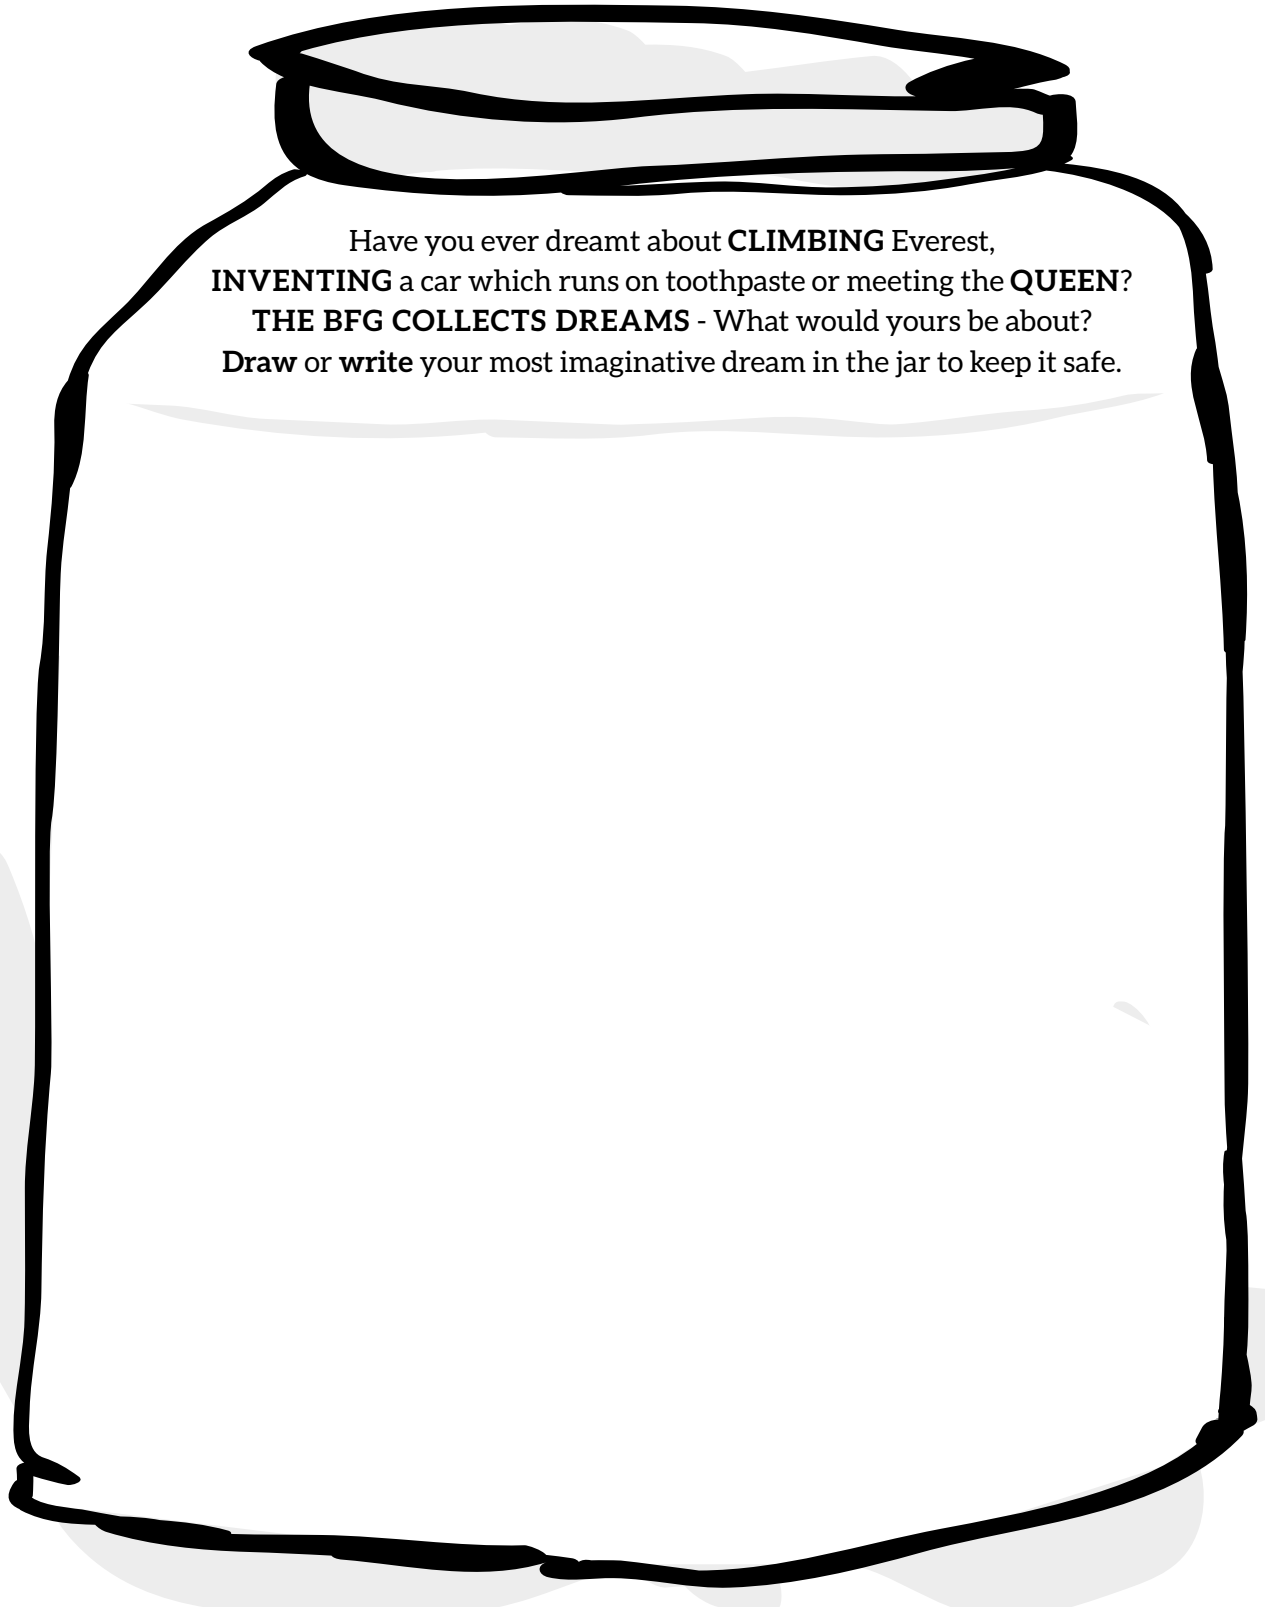 Have you ever dreamt about CLIMBING Everest,
INVENTING a car which runs on toothpaste or meeting the QUEEN?
THE BFG COLLECTS DREAMS - What would yours be about?
Draw or write your most imaginative dream in the jar to keep it safe.